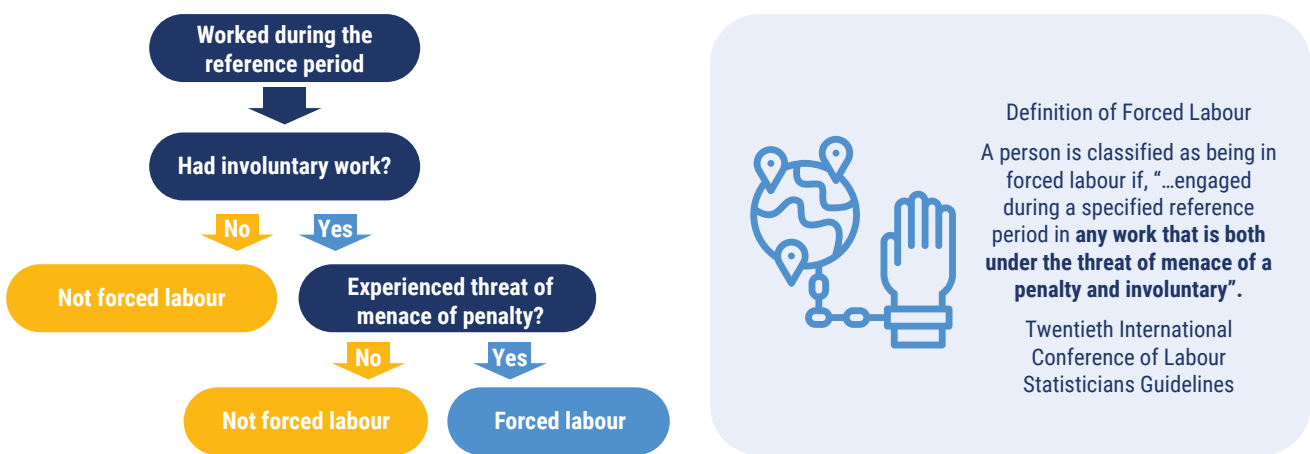 Worked during the
reference period
Had involuntary work?
No
Yes
Not forced labour
Experienced threat of
menace of penalty?
No
Yes
Not forced labour
Forced labour
Definition of Forced Labour
A person is classified as being in
forced labour if, “...engaged
during a specified reference
period in any work that is both
under the threat of menace of a
penalty and involuntary”.
Twentieth International
Conference of Labour
Statisticians Guidelines